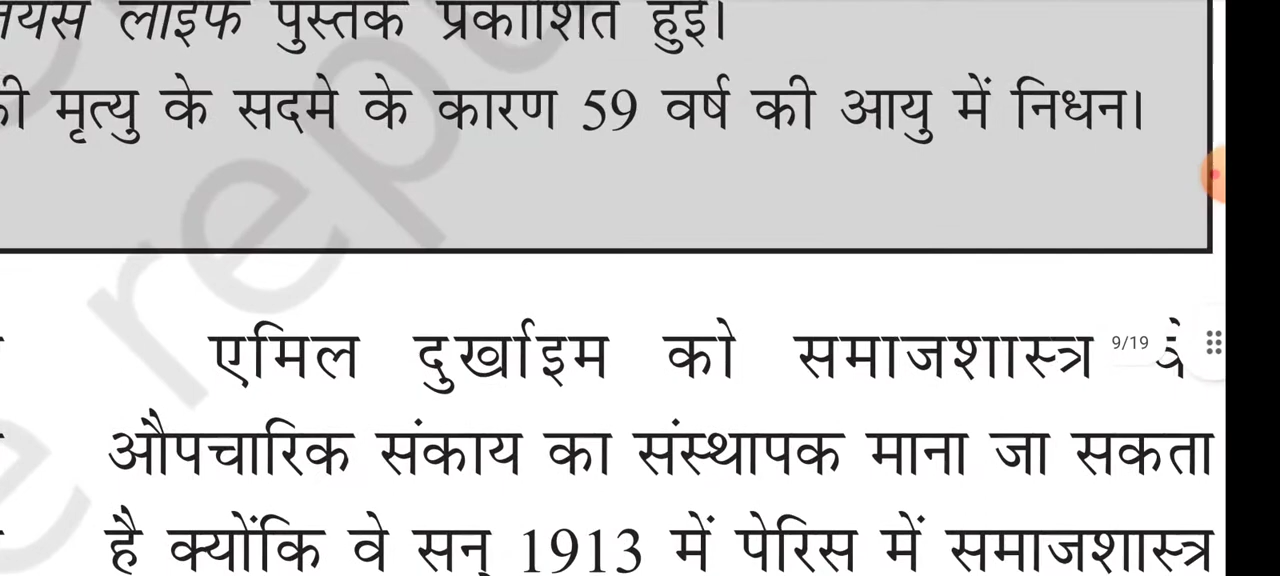 लाइफ पुस्तक प्रकाशित हुई।
की मृत्यु के सदमे के कारण 59 वर्ष की आयु में निधन।
एमिल दुर्खाइम को समाजशास्त्र
9/19
औपचारिक संकाय का संस्थापक माना जा सकता
है क्योंकि वे सन् 1913 में पेरिस में समाजशास्त्र